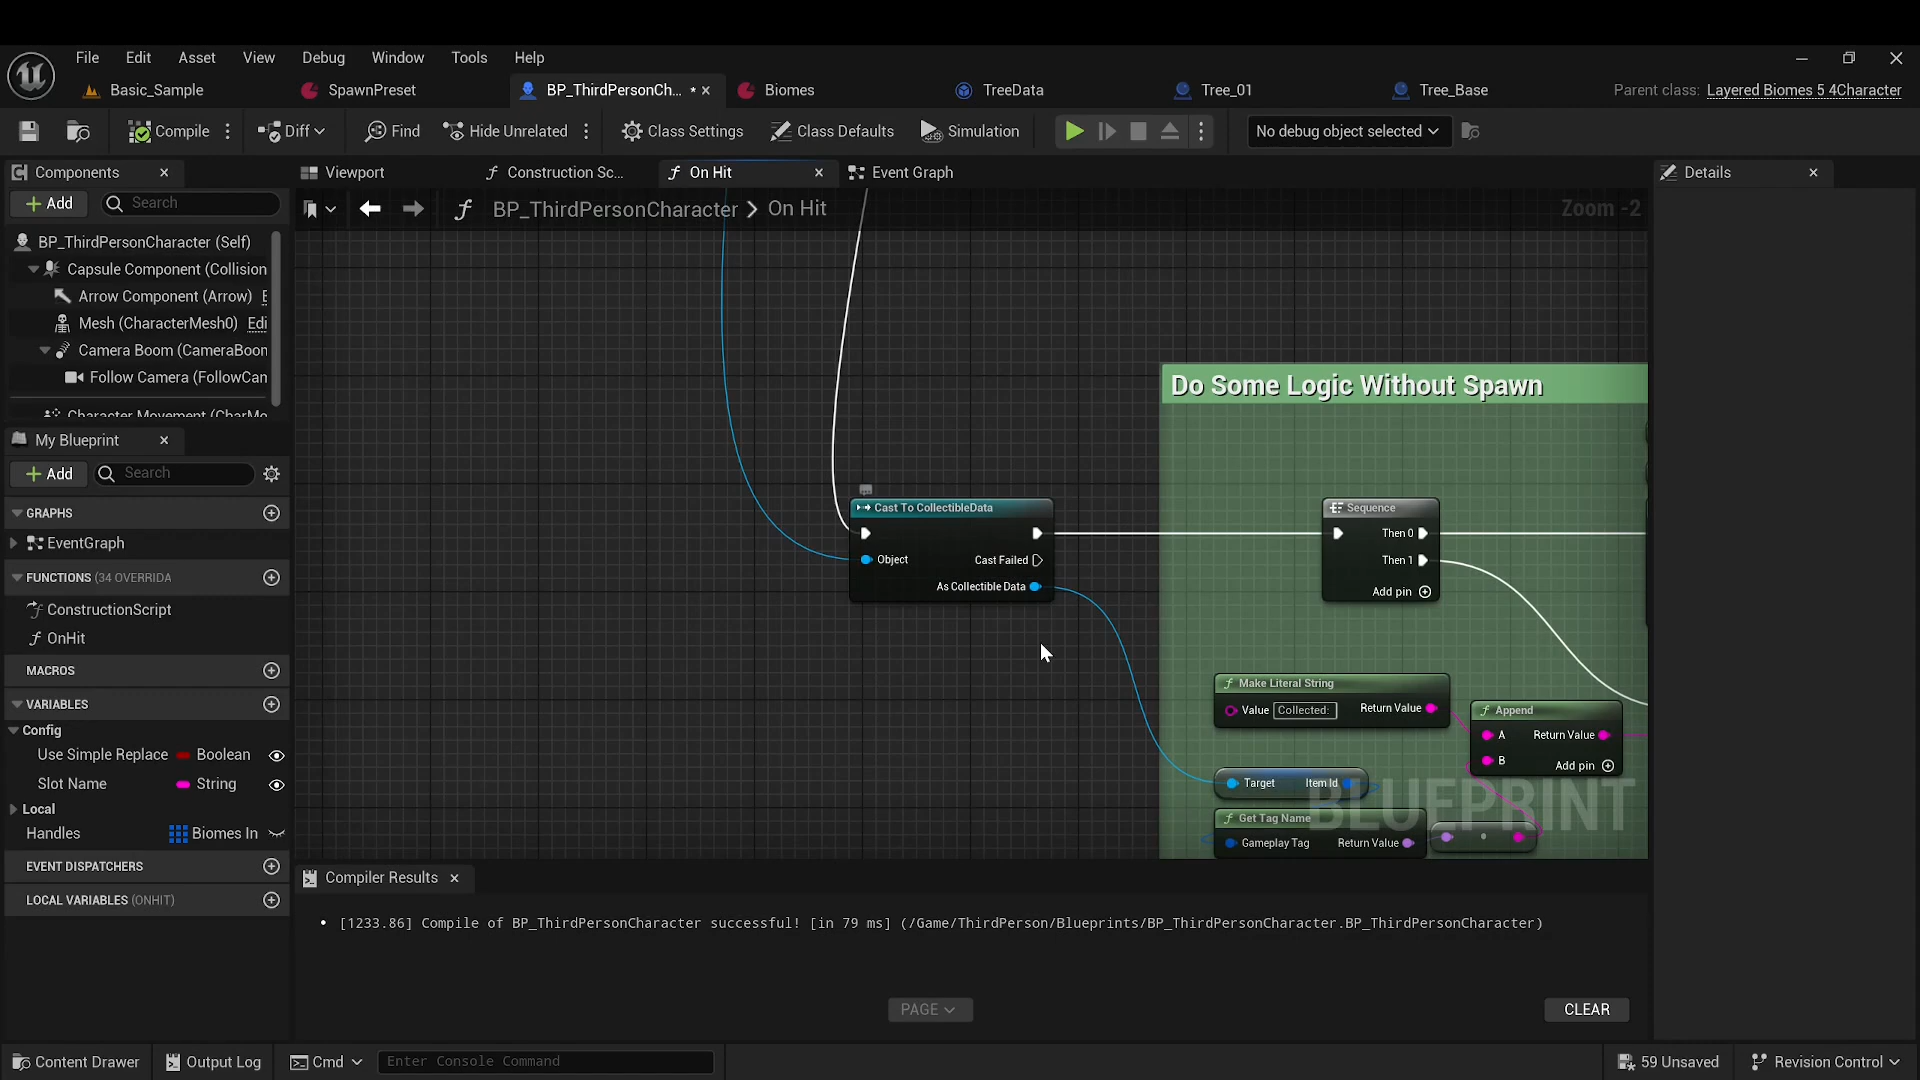 File Edit Asset View Debug Window Tools Help
Basic_Sample SpawnPreset BP_ThirdPersonCh... * Biomes TreeData Tree_01 Tree_Base Parent class: Layered Biomes 5 4Character
Compile Diff Find Hide Unrelated Class Settings Class Defaults Simulation No debug object selected
Components Viewport Construction Sc... On Hit Event Graph Details
Add Search BP_ThirdPersonCharacter > On Hit Zoom -2
BP_ThirdPersonCharacter (Self)
Capsule Component (Collision
Arrow Component (Arrow) E
Mesh (CharacterMesh0) Edi
Camera Boom (CameraBoon
Follow Camera (FollowCan
Character Movement (CharMo
My Blueprint
Add Search
GRAPHS
EventGraph
FUNCTIONS (34 OVERRIDA
ConstructionScript
OnHit
MACROS
VARIABLES
Config
Use Simple Replace Boolean
Slot Name String
Local
Handles Biomes In
EVENT DISPATCHERS
LOCAL VARIABLES (ONHIT)
Do Some Logic Without Spawn
Cast To CollectibleData
Object Cast Failed
As Collectible Data
Sequence
Then 0
Then 1
Add pin
Make Literal String
Value Collected: Return Value
Append
A Return Value
B Add pin
Target Item Id
Get Tag Name
Gameplay Tag Return Value
BLUEPRINT
Compiler Results
• [1233.86] Compile of BP_ThirdPersonCharacter successful! [in 79 ms] (/Game/ThirdPerson/Blueprints/BP_ThirdPersonCharacter.BP_ThirdPersonCharacter)
PAGE CLEAR
Content Drawer Output Log Cmd Enter Console Command 59 Unsaved Revision Control